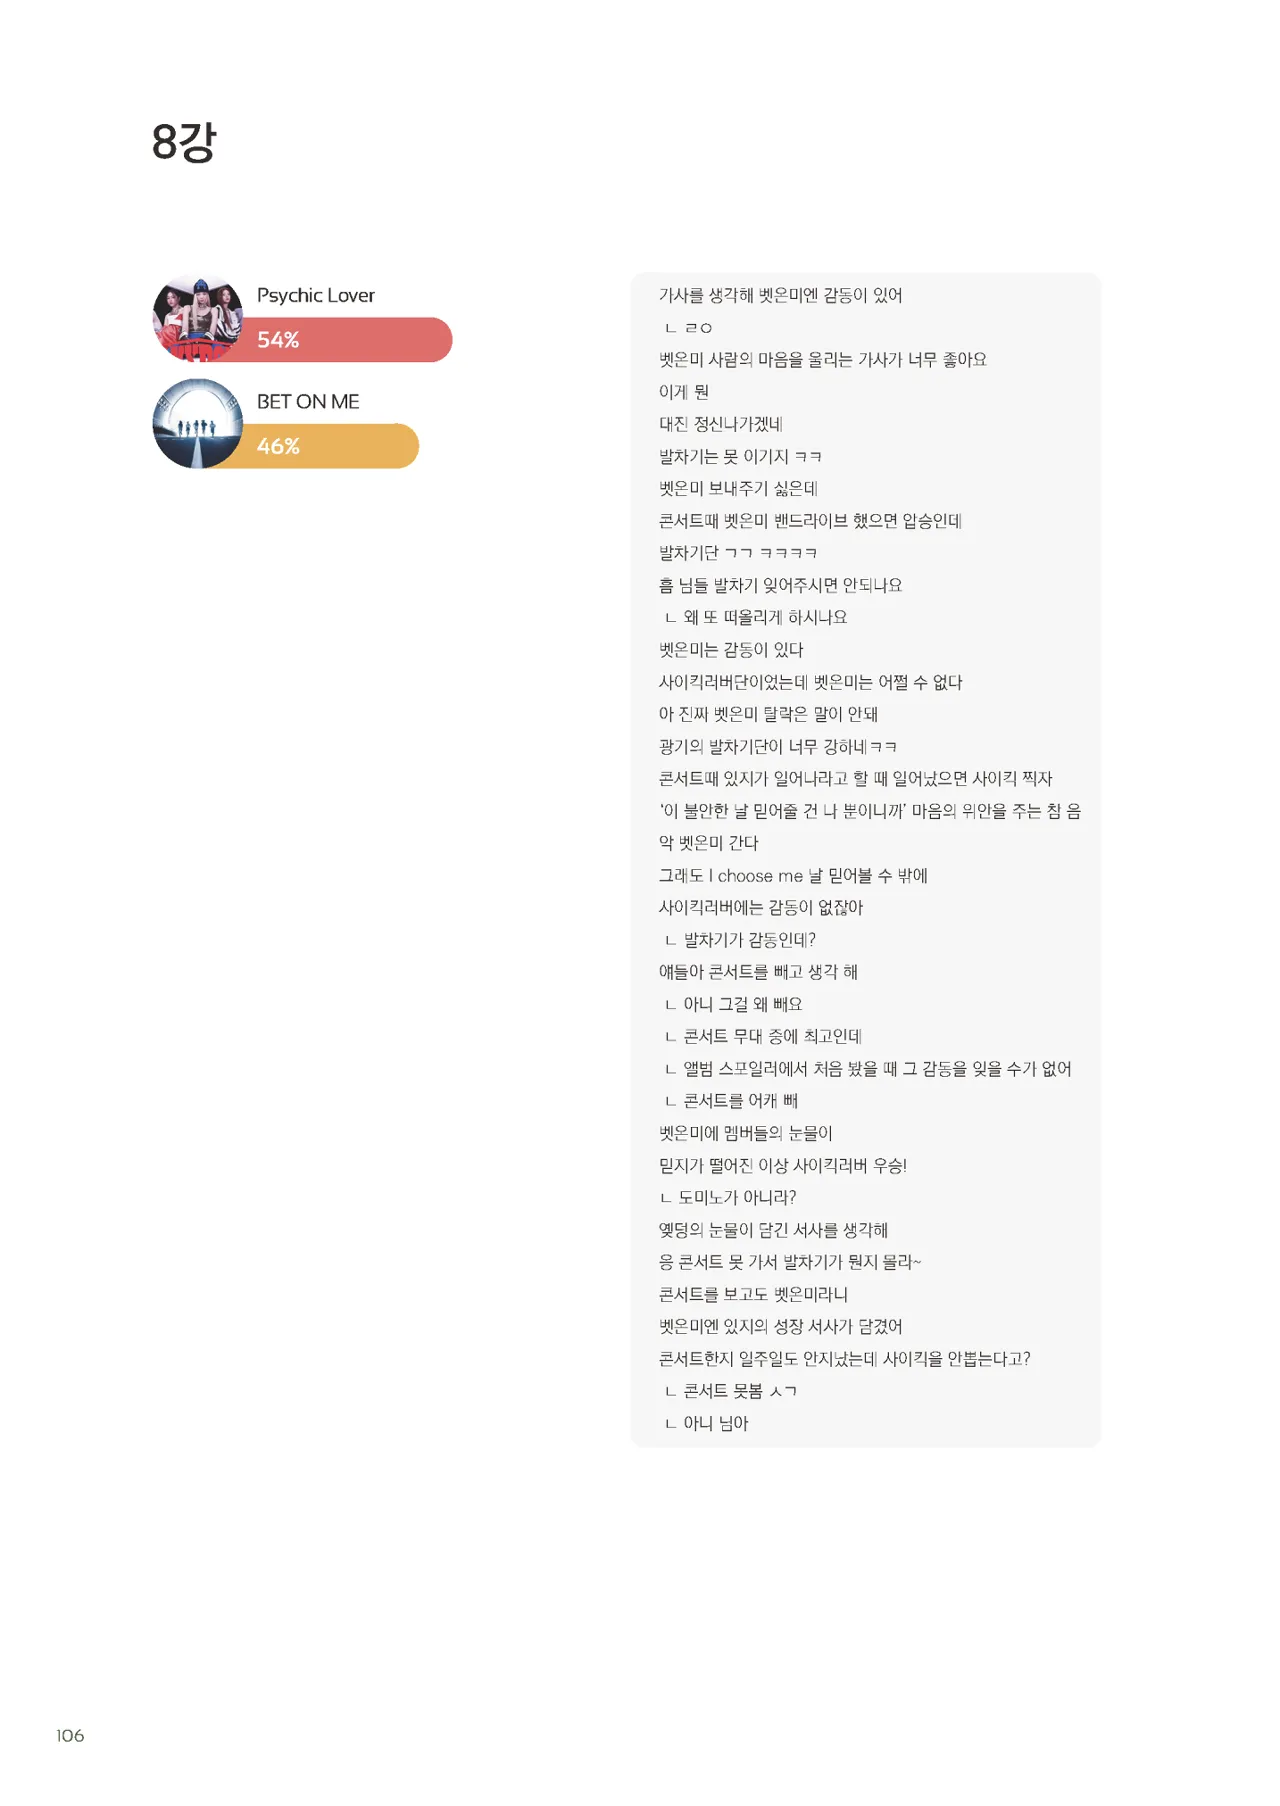 8강
Psychic Lover
54%
BET ON ME
46%
가사를 생각해 벳온미엔 감동이 있어
ㄴ ㄹㅇ
벳온미 사람의 마음을 울리는 가사가 너무 좋아요
이게 뭔
대진 정신나가겠네
발차기는 못 이기지 ㅋㅋ
벳온미 보내주기 싫은데
콘서트때 벳온미 밴드라이브 했으면 압승인데
발차기단 ㄱㄱ ㅋㅋㅋㅋ
흠 님들 발차기 잊어주시면 안되나요
ㄴ 왜 또 떠올리게 하시나요
벳온미는 감동이 있다
사이킥러버단이었는데 벳온미는 어쩔 수 없다
아 진짜 벳온미 탈락은 말이 안돼
광기의 발차기단이 너무 강하네ㅋㅋ
콘서트때 있지가 일어나라고 할 때 일어났으면 사이킥 찍자
‘이 불안한 날 믿어줄 건 나 뿐이니까’ 마음의 위안을 주는 참 음
악 벳온미 간다
그래도 I choose me 날 믿어볼 수 밖에
사이킥러버에는 감동이 없잖아
ㄴ 발차기가 감동인데?
얘들아 콘서트를 빼고 생각 해
ㄴ 아니 그걸 왜 빼요
ㄴ 콘서트 무대 중에 최고인데
ㄴ 앨범 스포일러에서 처음 봤을 때 그 감동을 잊을 수가 없어
ㄴ 콘서트를 어캐 빼
벳온미에 멤버들의 눈물이
믿지가 떨어진 이상 사이킥러버 우승!
ㄴ 도미노가 아니라?
옞덩의 눈물이 담긴 서사를 생각해
응 콘서트 못 가서 발차기가 뭔지 몰라~
콘서트를 보고도 벳온미라니
벳온미엔 있지의 성장 서사가 담겼어
콘서트한지 일주일도 안지났는데 사이킥을 안뽑는다고?
ㄴ 콘서트 못봄 ㅅㄱ
ㄴ 아니 님아
106